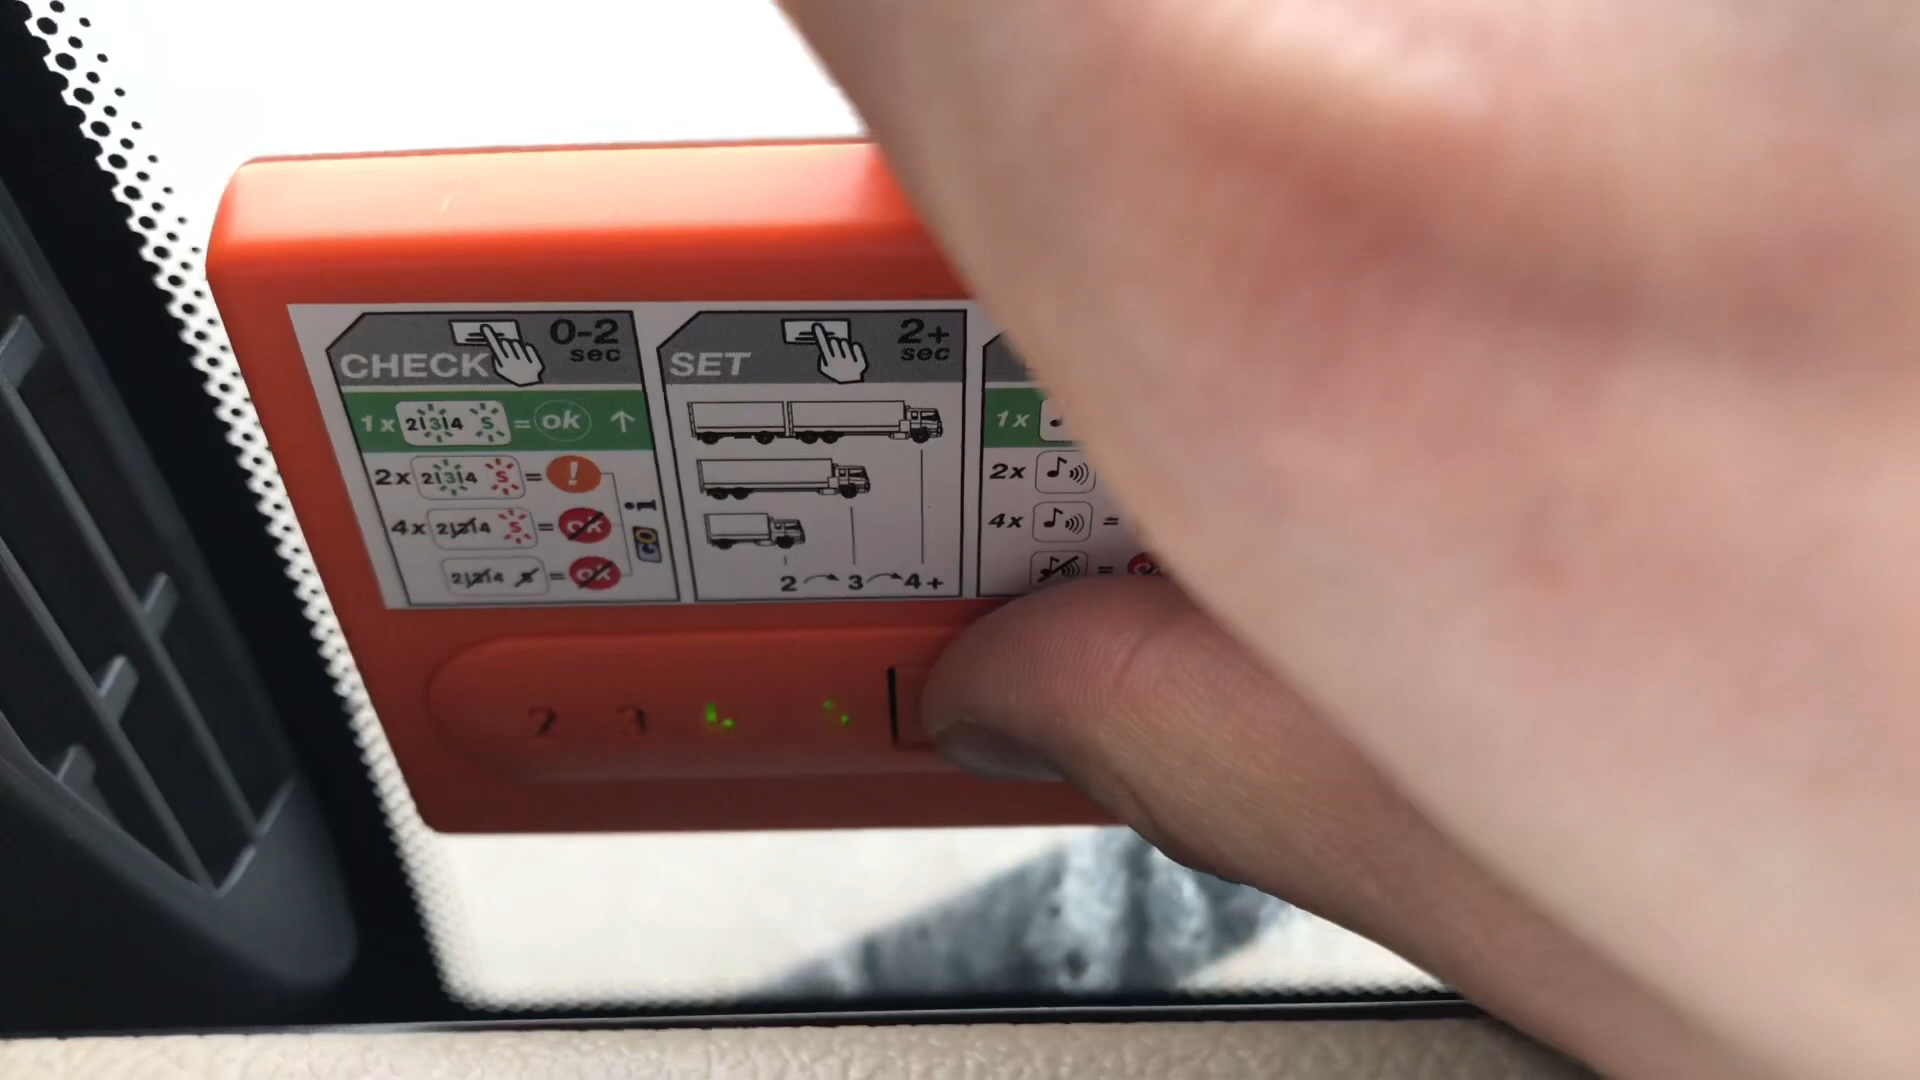 CHECK 0-2 sec
1x 2|3|4 S = ok ↑
2x 2|3|4 S = !
4x 2|3|4 S = ok
2|3|4 S = ok
GO i
SET 2+ sec
2 3 4+
1x
2x
4x =
=
2 3 4 S